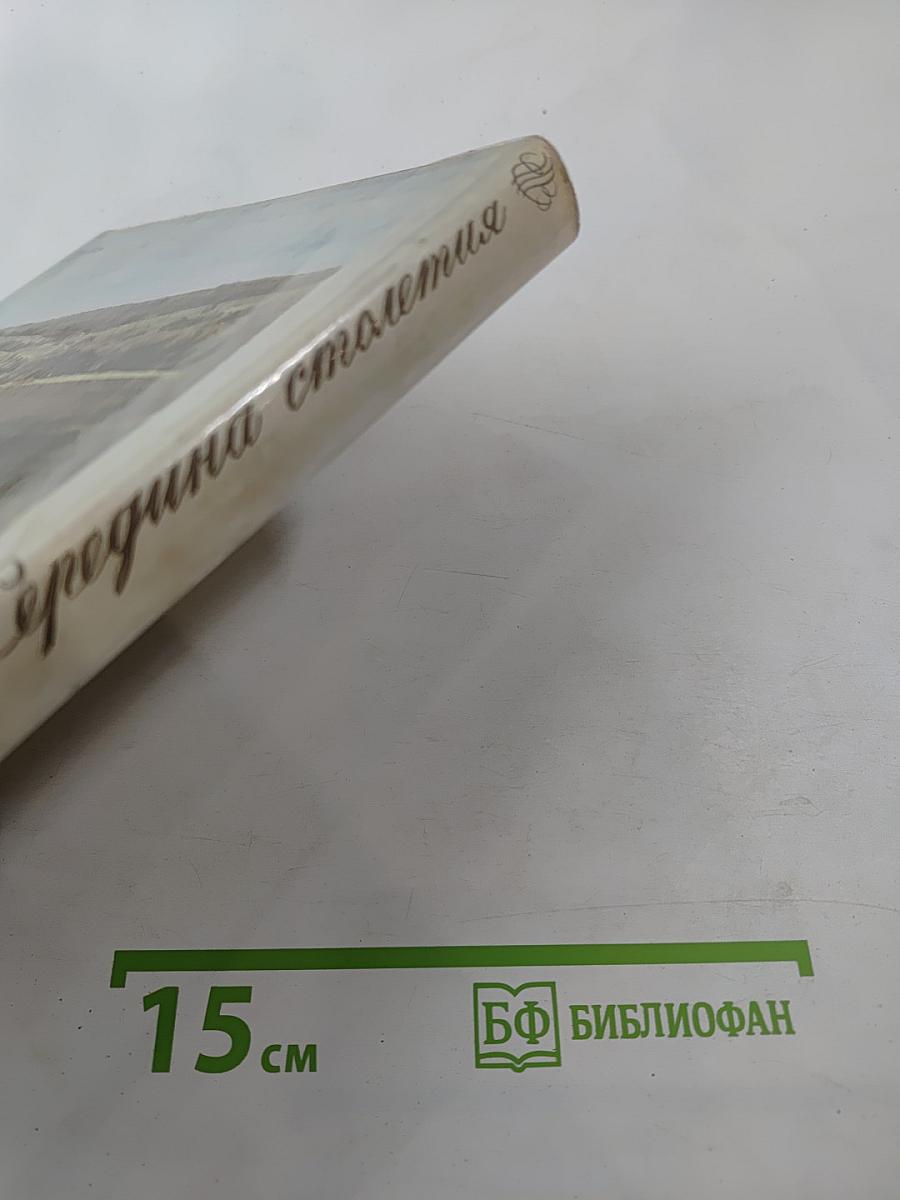 Середина столетия
15 см
БФ БИБЛИОФАН